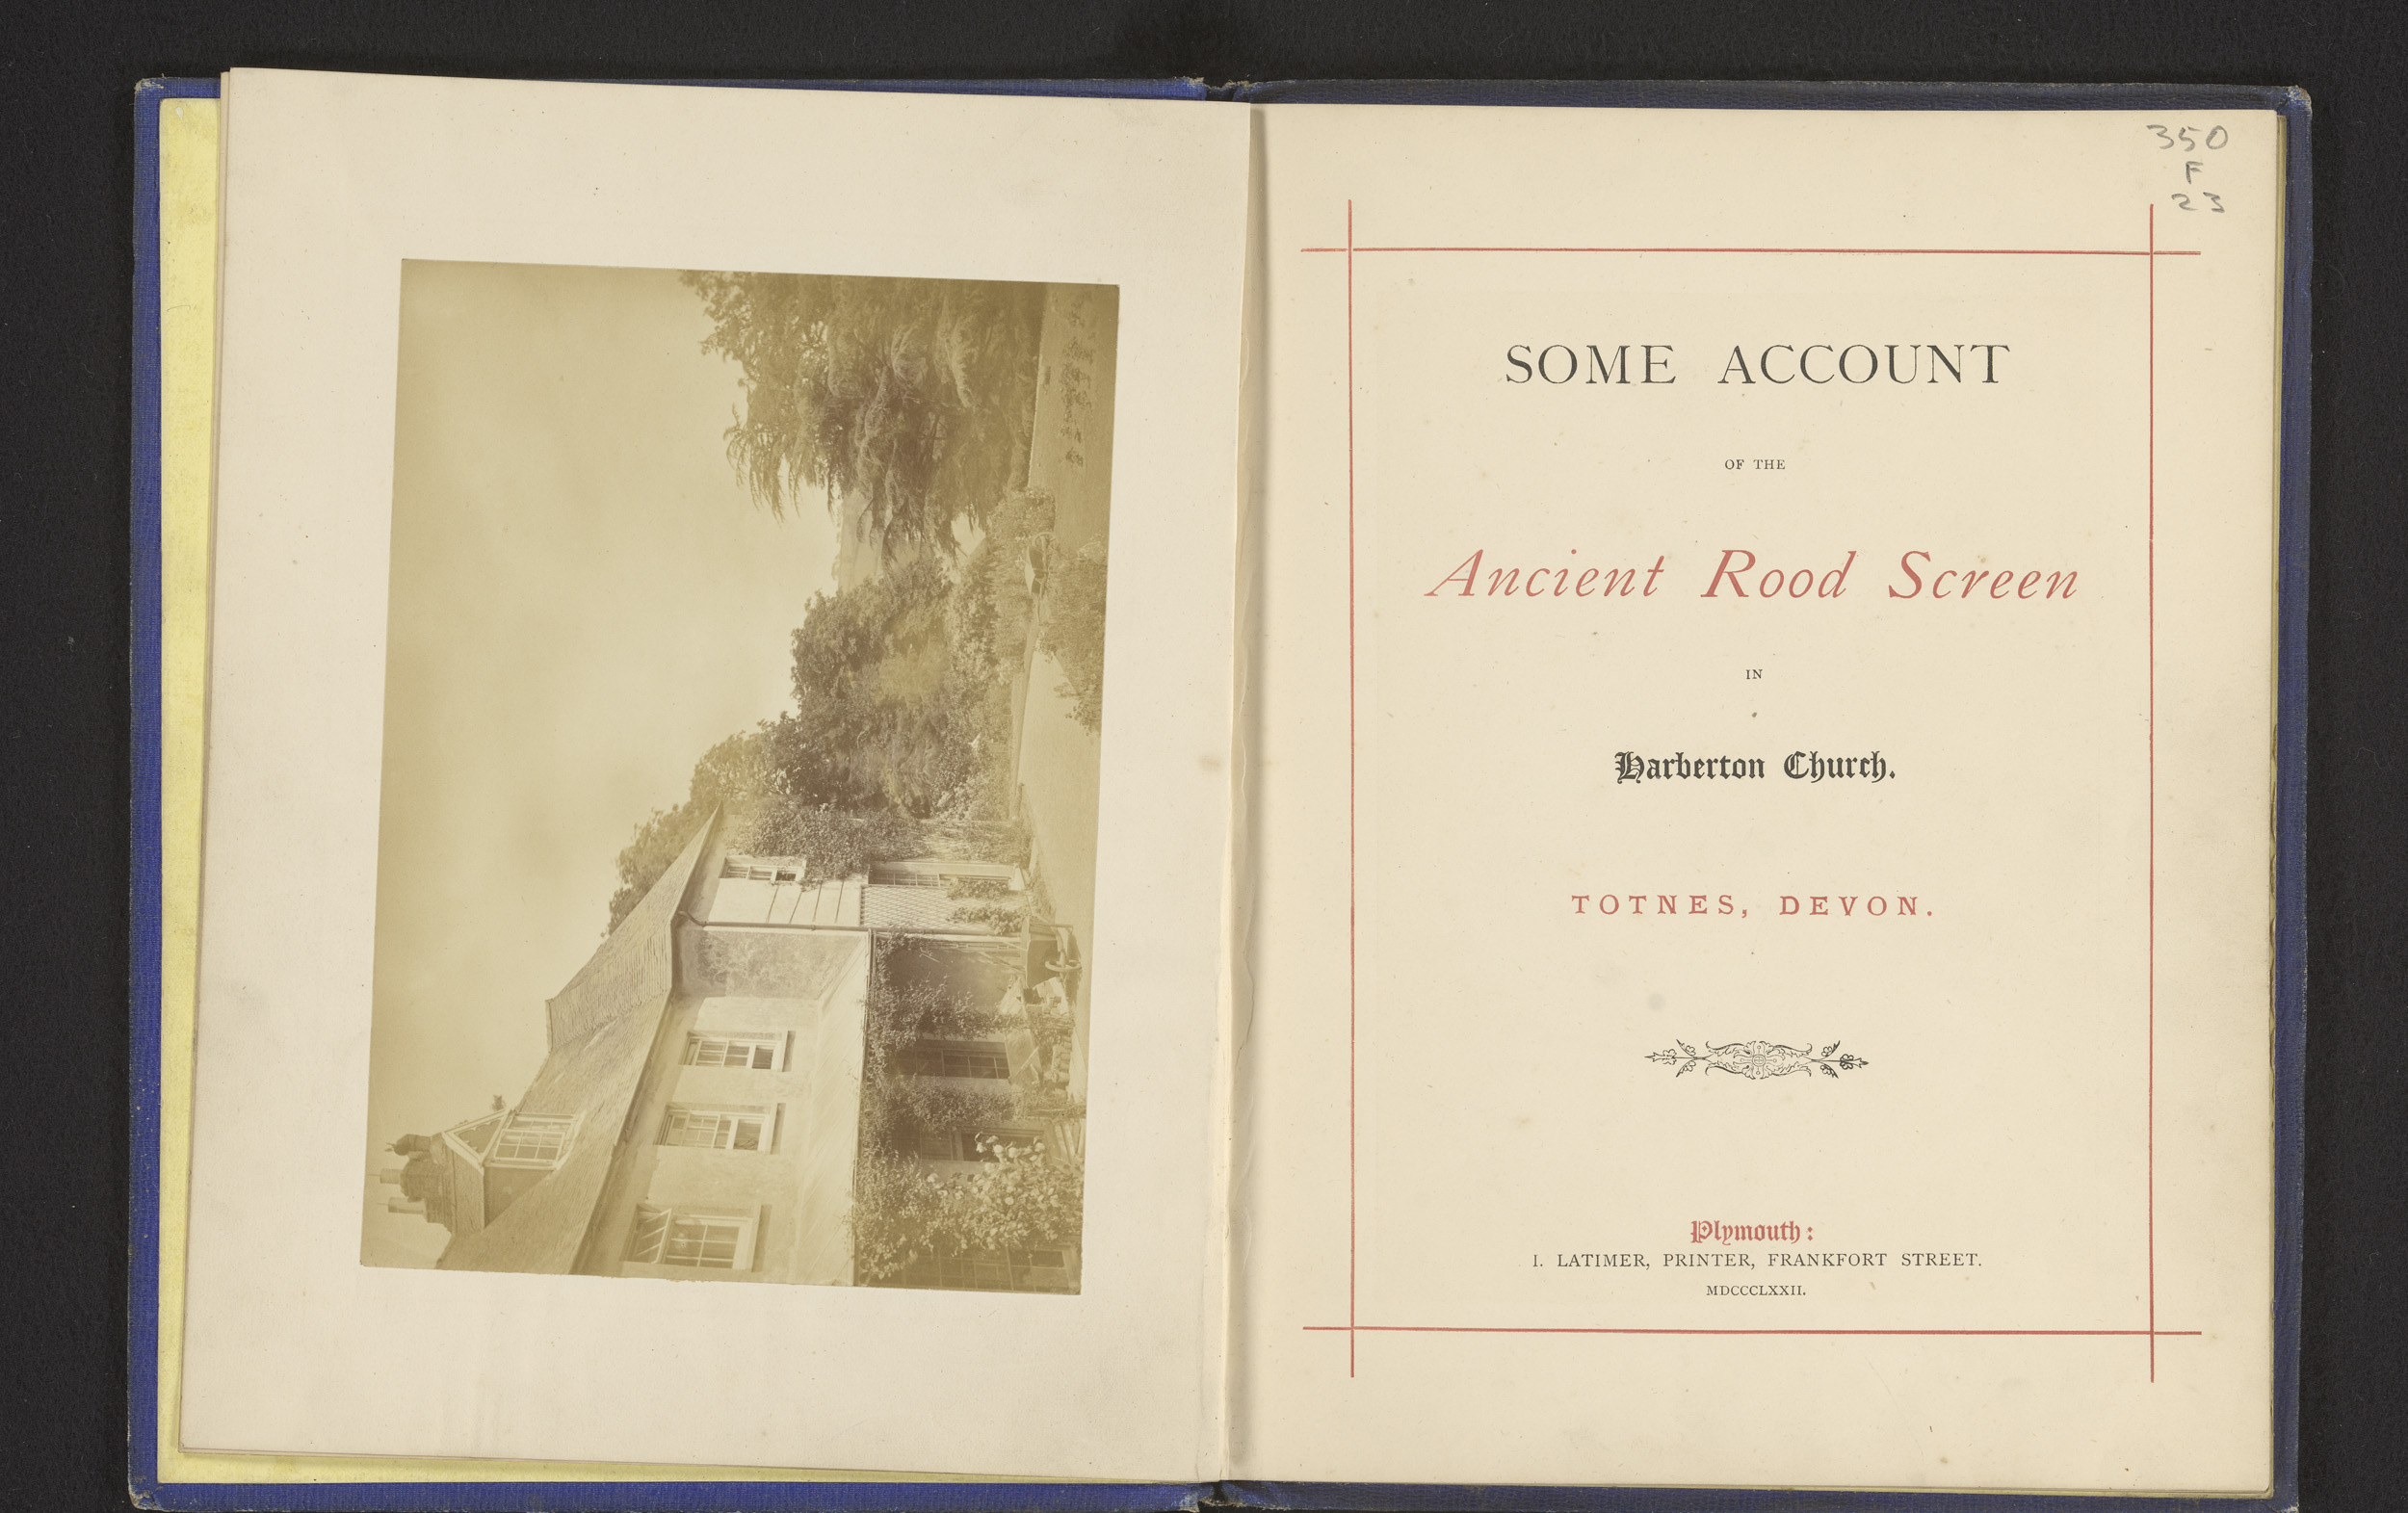 350
F
23
SOME ACCOUNT
OF THE
Ancient Rood Screen
IN
Harberton Church.
TOTNES, DEVON.
Plymouth:
I. LATIMER, PRINTER, FRANKFORT STREET.
MDCCCLXXII.